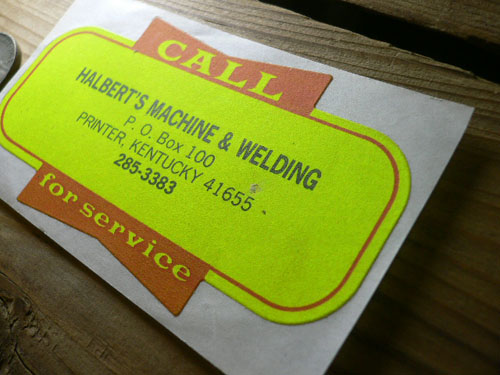 CALL
HALBERT'S MACHINE & WELDING
P. O. Box 100
PRINTER, KENTUCKY 41655
285-3383
for service